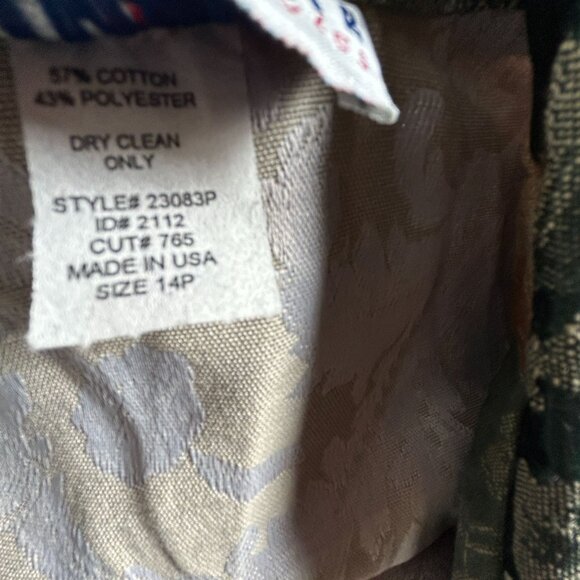 57% COTTON
43% POLYESTER
DRY CLEAN
ONLY
STYLE# 23083P
ID# 2112
CUT# 765
MADE IN USA
SIZE 14P